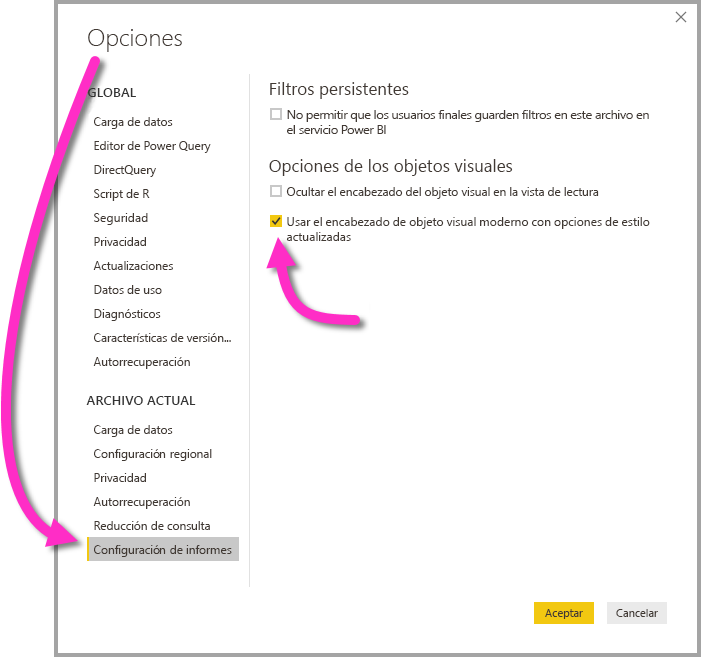 Opciones
GLOBAL
Carga de datos
Editor de Power Query
DirectQuery
Script de R
Seguridad
Privacidad
Actualizaciones
Datos de uso
Diagnósticos
Características de versión...
Autorrecuperación
ARCHIVO ACTUAL
Carga de datos
Configuración regional
Privacidad
Autorrecuperación
Reducción de consulta
Configuración de informes
Filtros persistentes
No permitir que los usuarios finales guarden filtros en este archivo en
el servicio Power BI
Opciones de los objetos visuales
Ocultar el encabezado del objeto visual en la vista de lectura
Usar el encabezado de objeto visual moderno con opciones de estilo
actualizadas
Aceptar
Cancelar